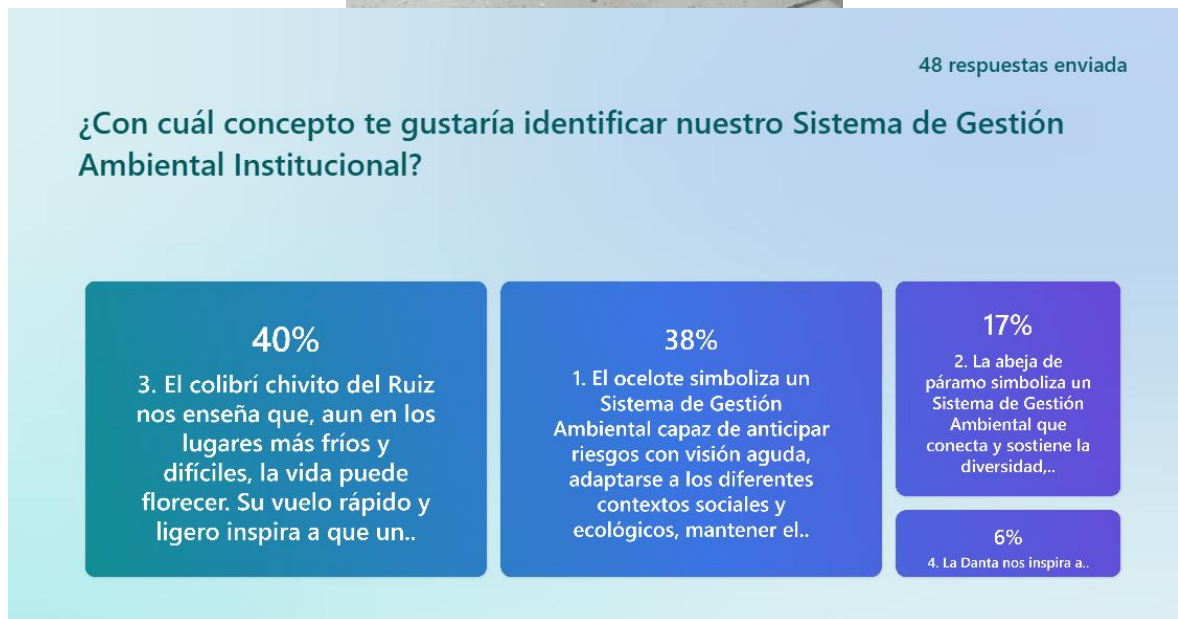 48 respuestas enviada
¿Con cuál concepto te gustaría identificar nuestro Sistema de Gestión
Ambiental Institucional?
40%
3. El colibrí chivito del Ruiz
nos enseña que, aun en los
lugares más fríos y
difíciles, la vida puede
florecer. Su vuelo rápido y
ligero inspira a que un..
38%
1. El ocelote simboliza un
Sistema de Gestión
Ambiental capaz de anticipar
riesgos con visión aguda,
adaptarse a los diferentes
contextos sociales y
ecológicos, mantener el..
17%
2. La abeja de
páramo simboliza un
Sistema de Gestión
Ambiental que
conecta y sostiene la
diversidad,..
6%
4. La Danta nos inspira a..